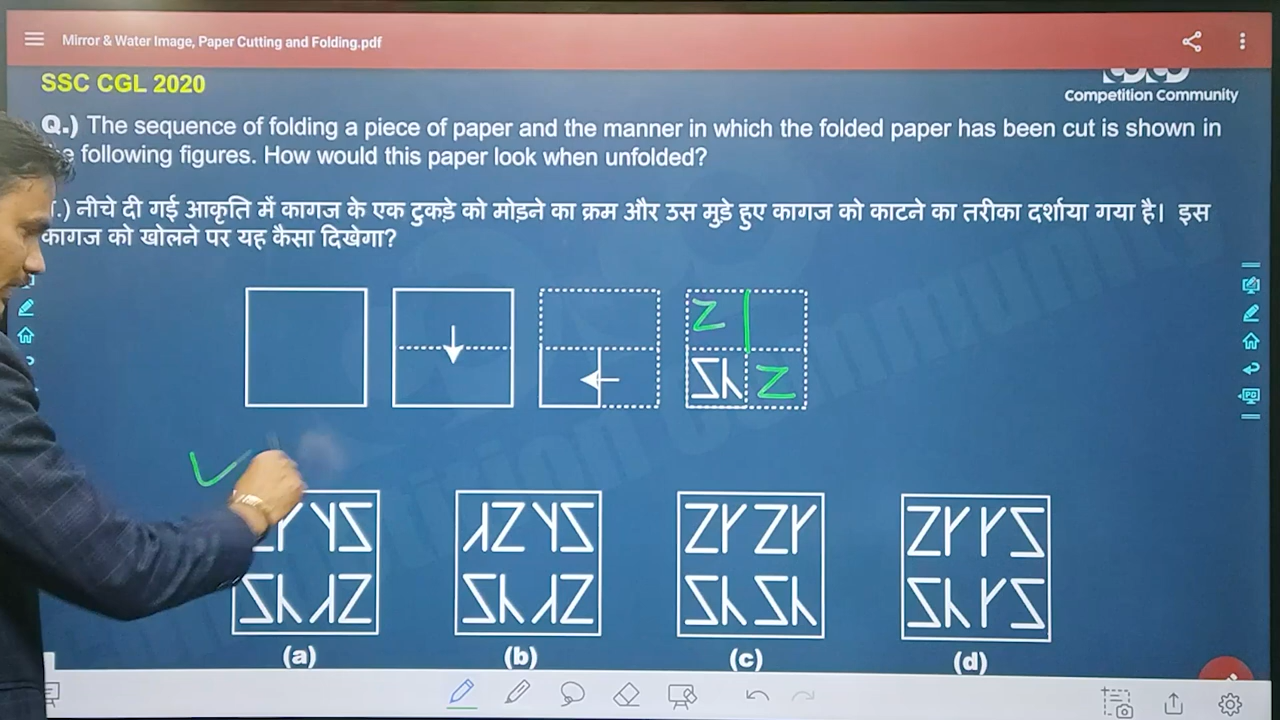 Mirror & Water Image, Paper Cutting and Folding.pdf
SSC CGL 2020
Competition Community
Q.) The sequence of folding a piece of paper and the manner in which the folded paper has been cut is shown in
following figures. How would this paper look when unfolded?
.) नीचे दी गई आकृति में कागज के एक टुकड़े को मोड़ने का क्रम और उस मुड़े हुए कागज को काटने का तरीका दर्शाया गया है। इस
कागज को खोलने पर यह कैसा दिखेगा?
Z
Z
(a) (b) (c) (d)